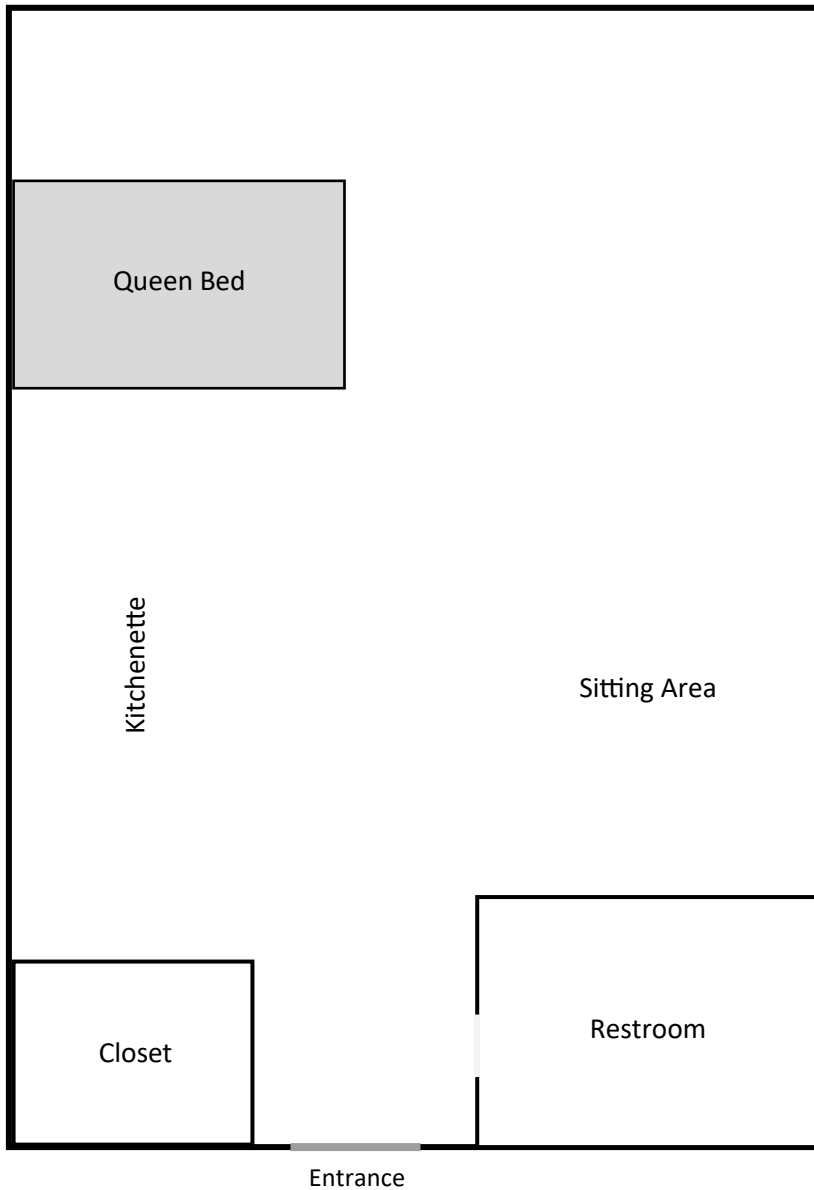 Queen Bed
Kitchenette
Sitting Area
Restroom
Closet
Entrance